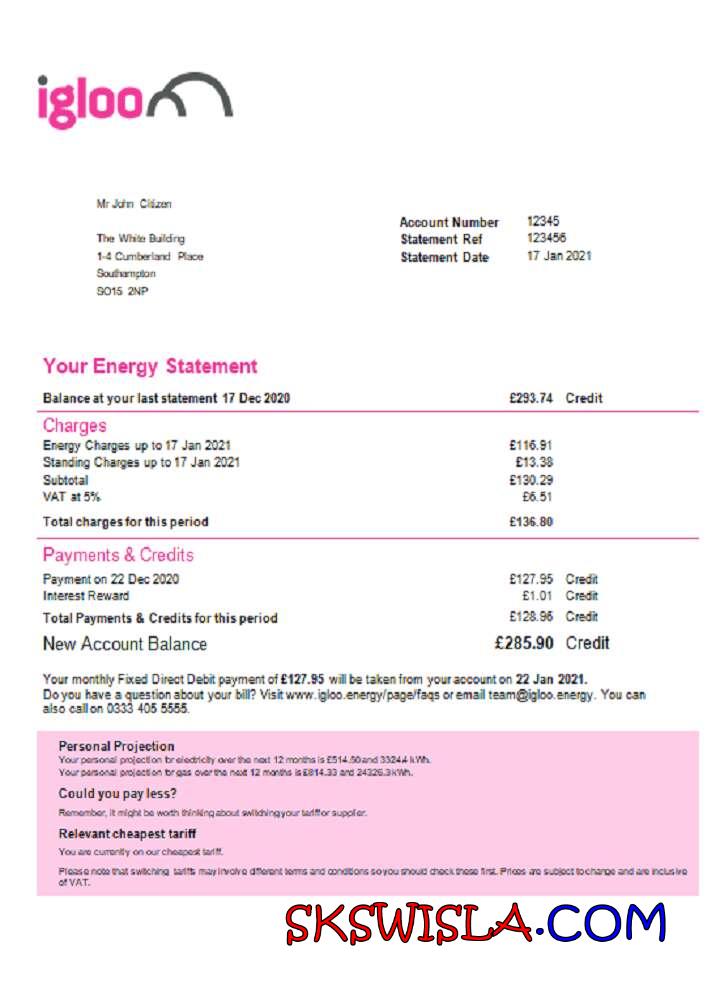 igloo
Mr John Citizen
The White Building
1-4 Cumberland Place
Southampton
SO15 2NP
Account Number 12345
Statement Ref 123456
Statement Date 17 Jan 2021
Your Energy Statement
Balance at your last statement 17 Dec 2020 £293.74 Credit
Charges
Energy Charges up to 17 Jan 2021 £116.91
Standing Charges up to 17 Jan 2021 £13.38
Subtotal £130.29
VAT at 5% £6.51
Total charges for this period £136.80
Payments & Credits
Payment on 22 Dec 2020 £127.95 Credit
Interest Reward £1.01 Credit
Total Payments & Credits for this period £128.96 Credit
New Account Balance £285.90 Credit
Your monthly Fixed Direct Debit payment of £127.95 will be taken from your account on 22 Jan 2021.
Do you have a question about your bill? Visit www.igloo.energy/page/faqs or email team@igloo.energy. You can
also call on 0333 405 5555.
Personal Projection
Your personal projection for electricity over the next 12 months is £514.50 and 3324.4 kWh.
Your personal projection for gas over the next 12 months is £814.33 and 24326.3 kWh.
Could you pay less?
Remember, it might be worth thinking about switching your tariff or supplier.
Relevant cheapest tariff
You are currently on our cheapest tariff.
Please note that switching tariffs may involve different terms and conditions so you should check these first. Prices are subject to change and are inclusive
of VAT.
SKSWISLA.COM